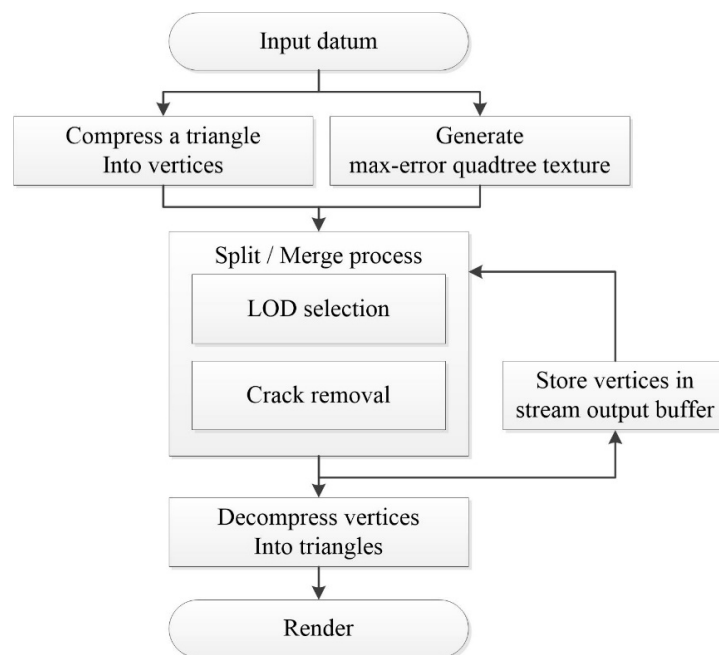 Input datum
Compress a triangle
Into vertices
Generate
max-error quadtree texture
Split / Merge process
LOD selection
Crack removal
Store vertices in
stream output buffer
Decompress vertices
Into triangles
Render